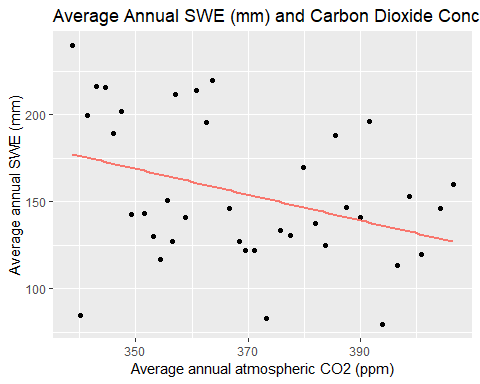 Average Annual SWE (mm) and Carbon Dioxide Conc
200
150
100
Average annual SWE (mm)
350
370
390
Average annual atmospheric CO2 (ppm)